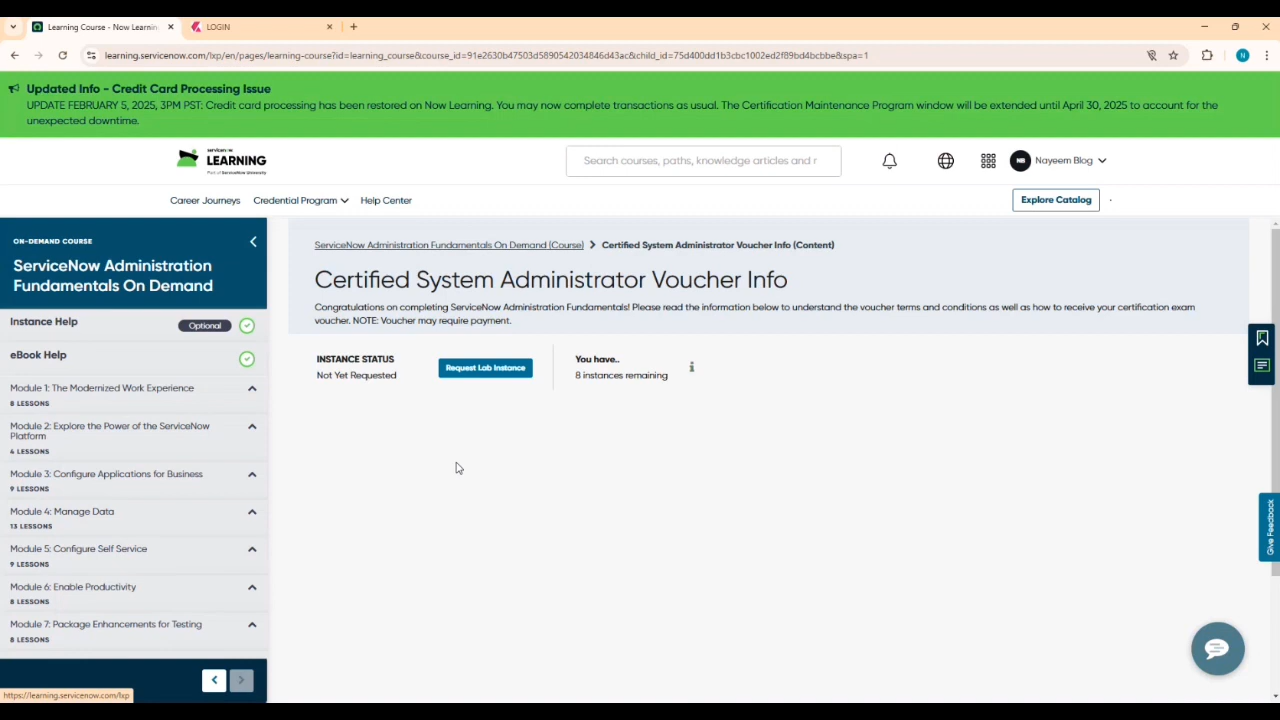 Learning Course - Now Learnin
LOGIN
learning.servicenow.com/lxp/en/pages/learning-course?id=learning_course&course_id=91e2630b47503d5890542034846d43ac&child_id=75d400dd1b3cbc1002ed2f89bd4bcbbe&spa=1
N
Updated Info - Credit Card Processing Issue
UPDATE FEBRUARY 5, 2025, 3PM PST: Credit card processing has been restored on Now Learning. You may now complete transactions as usual. The Certification Maintenance Program window will be extended until April 30, 2025 to account for the
unexpected downtime.
servicenow
LEARNING
Part of ServiceNow University
Search courses, paths, knowledge articles and r
NB
Nayeem Blog
Career Journeys
Credential Program
Help Center
Explore Catalog
ON-DEMAND COURSE
ServiceNow Administration
Fundamentals On Demand
Instance Help
Optional
eBook Help
Module 1: The Modernized Work Experience
8 LESSONS
Module 2: Explore the Power of the ServiceNow
Platform
4 LESSONS
Module 3: Configure Applications for Business
9 LESSONS
Module 4: Manage Data
13 LESSONS
Module 5: Configure Self Service
9 LESSONS
Module 6: Enable Productivity
8 LESSONS
Module 7: Package Enhancements for Testing
8 LESSONS
https://learning.servicenow.com/lxp
ServiceNow Administration Fundamentals On Demand (Course) > Certified System Administrator Voucher Info (Content)
Certified System Administrator Voucher Info
Congratulations on completing ServiceNow Administration Fundamentals! Please read the information below to understand the voucher terms and conditions as well as how to receive your certification exam
voucher. NOTE: Voucher may require payment.
INSTANCE STATUS
Not Yet Requested
Request Lab Instance
You have..
8 instances remaining
Give Feedback